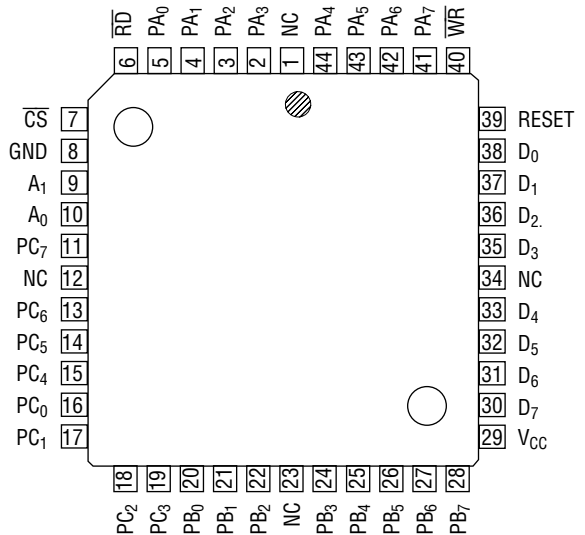 R̅D̅ PA₀ PA₁ PA₂ PA₃ NC PA₄ PA₅ PA₆ PA₇ W̅R̅
6 5 4 3 2 1 44 43 42 41 40
C̅S̅ 7 39 RESET
GND 8 38 D₀
A₁ 9 37 D₁
A₀ 10 36 D₂.
PC₇ 11 35 D₃
NC 12 34 NC
PC₆ 13 33 D₄
PC₅ 14 32 D₅
PC₄ 15 31 D₆
PC₀ 16 30 D₇
PC₁ 17 29 V_CC
18 19 20 21 22 23 24 25 26 27 28
PC₂ PC₃ PB₀ PB₁ PB₂ NC PB₃ PB₄ PB₅ PB₆ PB₇